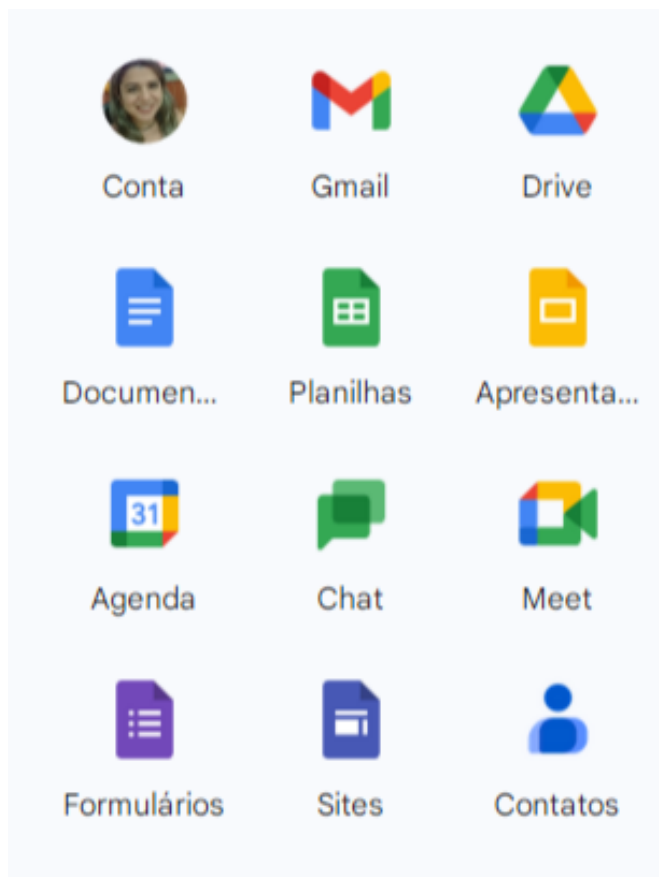 Conta Gmail Drive
Documen... Planilhas Apresenta...
31
Agenda Chat Meet
Formulários Sites Contatos